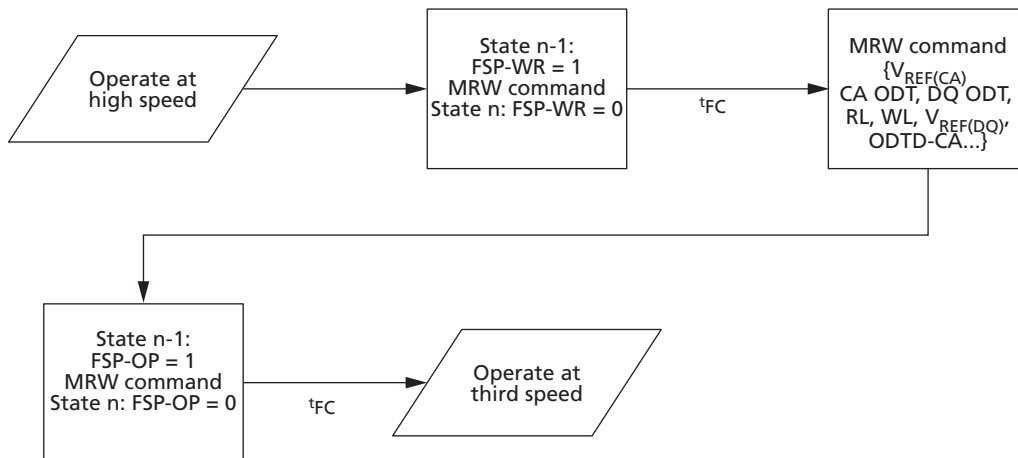 Operate at
high speed
State n-1:
FSP-WR = 1
MRW command
State n: FSP-WR = 0
tFC
MRW command
{VREF(CA)
CA ODT, DQ ODT,
RL, WL, VREF(DQ),
ODTD-CA...}
State n-1:
FSP-OP = 1
MRW command
State n: FSP-OP = 0
tFC
Operate at
third speed